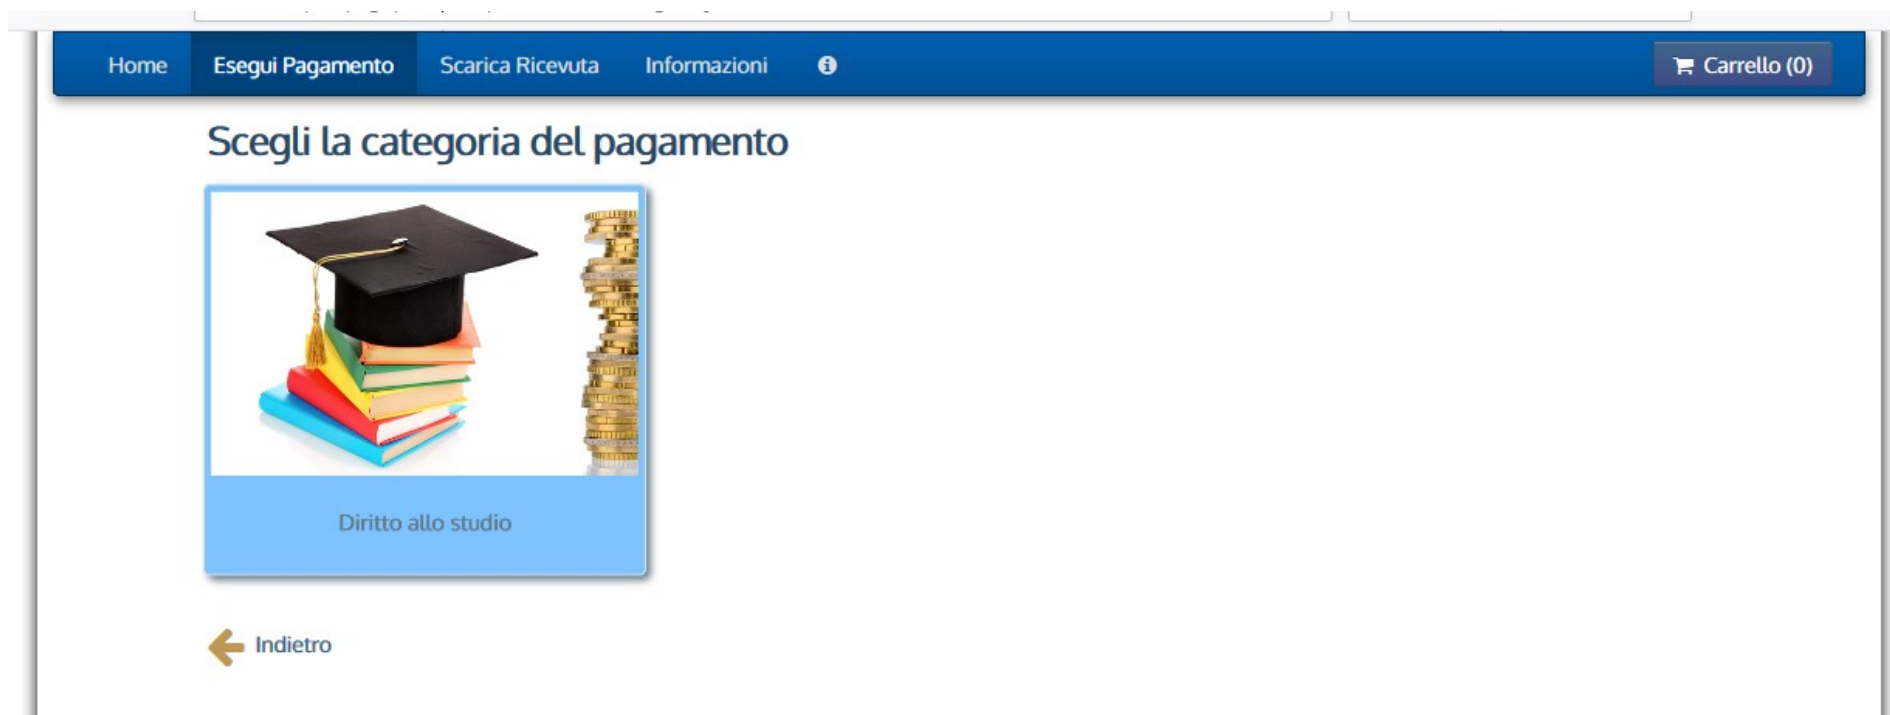 Home Esegui Pagamento Scarica Ricevuta Informazioni Carrello (0)
Scegli la categoria del pagamento
Diritto allo studio
Indietro